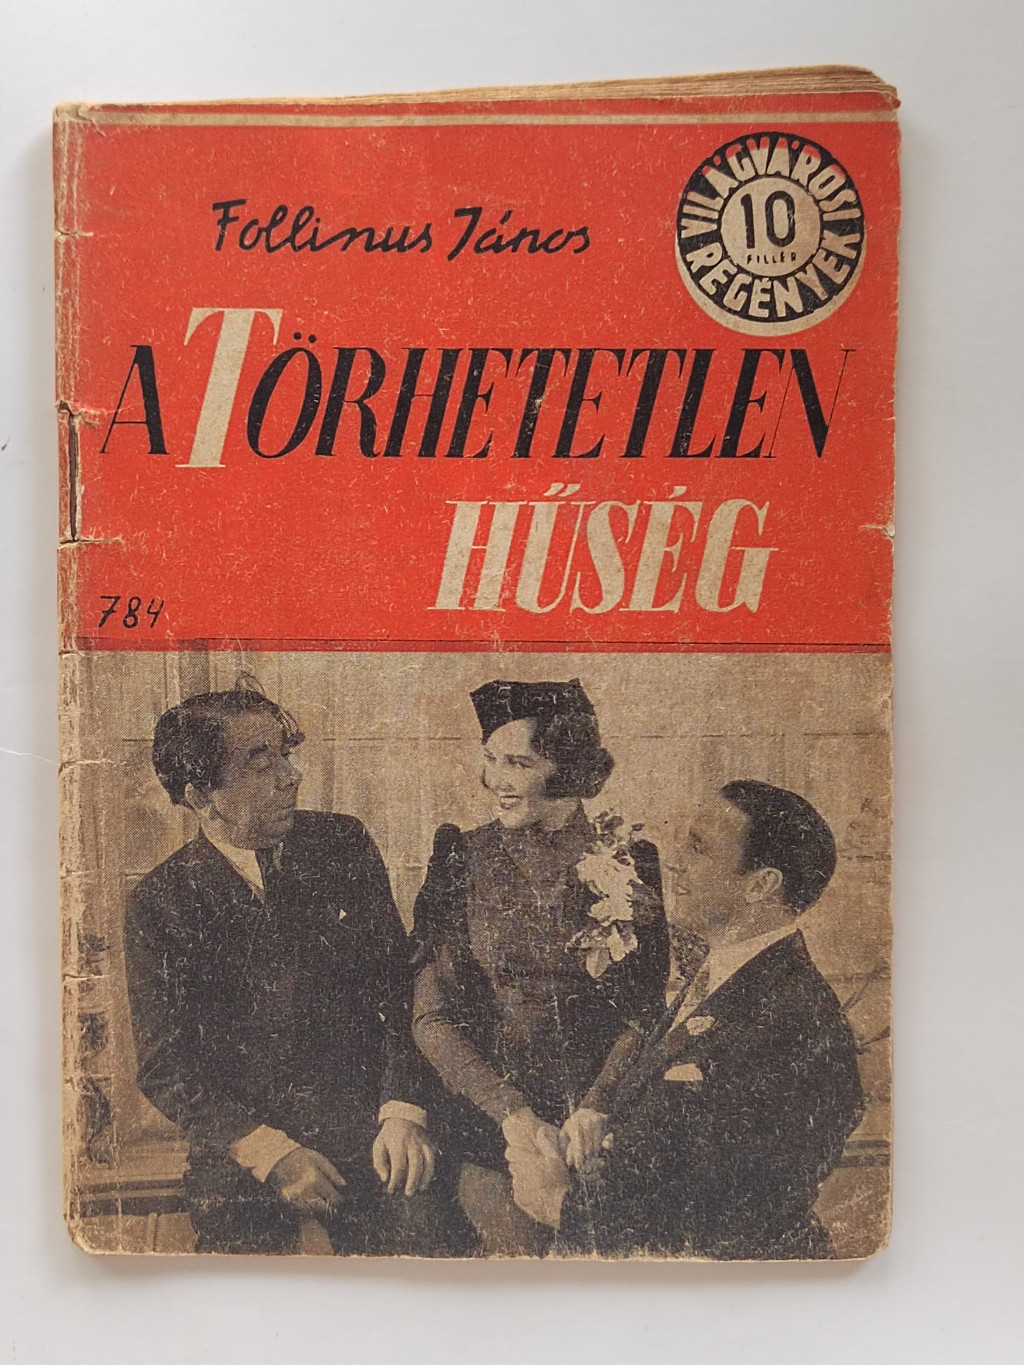 Follinus János
VILÁGVÁROSI
10
FILLÉR
REGÉNYEK
A TÖRHETETLEN
HŰSÉG
784